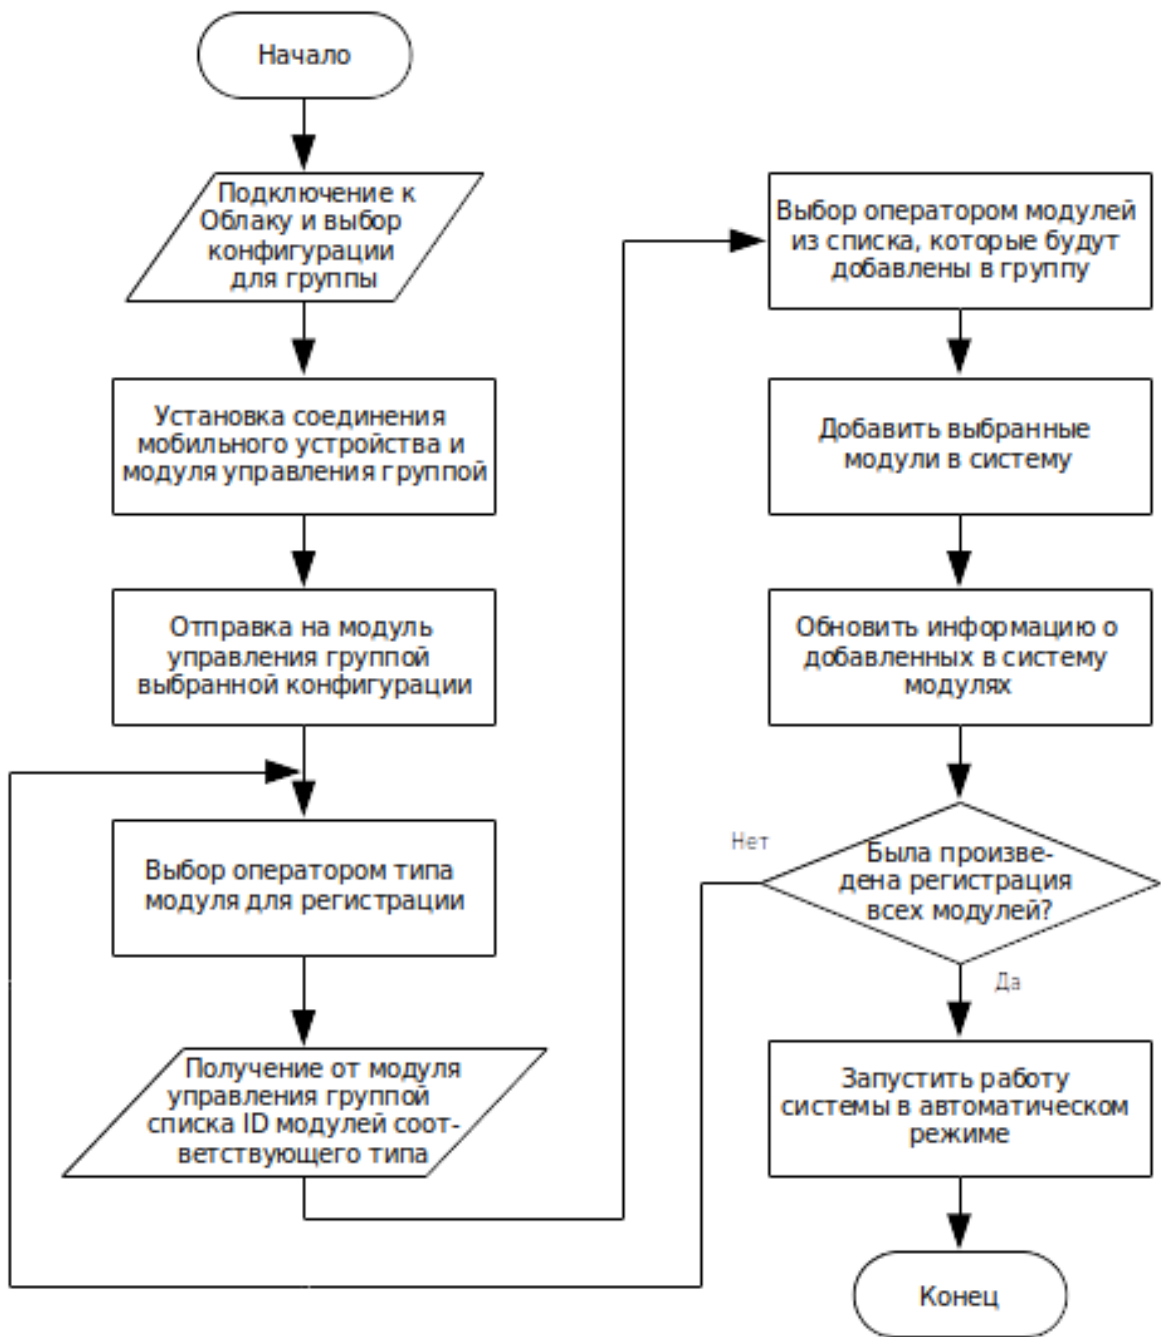 Начало
Подключение к
Облаку и выбор
конфигурации
для группы
Установка соединения
мобильного устройства и
модуля управления группой
Отправка на модуль
управления группой
выбранной конфигурации
Выбор оператором типа
модуля для регистрации
Получение от модуля
управления группой
списка ID модулей соот-
ветствующего типа
Выбор оператором модулей
из списка, которые будут
добавлены в группу
Добавить выбранные
модули в систему
Обновить информацию о
добавленных в систему
модулях
Нет
Была произве-
дена регистрация
всех модулей?
Да
Запустить работу
системы в автоматическом
режиме
Конец